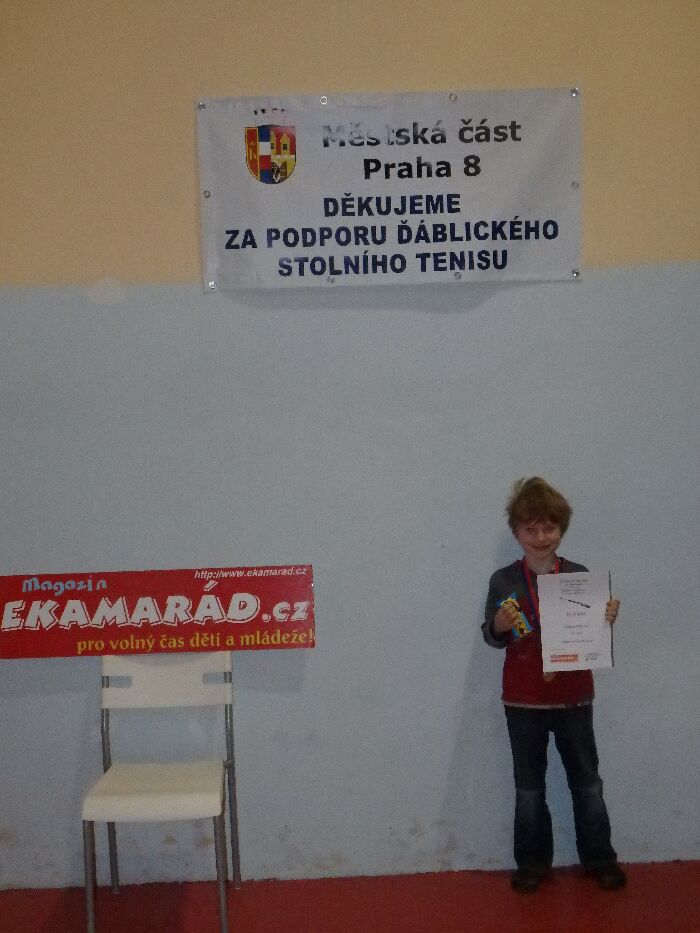 Městská část
Praha 8
DĚKUJEME
ZA PODPORU ĎÁBLICKÉHO
STOLNÍHO TENISU
http://www.ekamarad.cz
Magazin
EKAMARÁD.cz
pro volný čas dětí a mládeže!